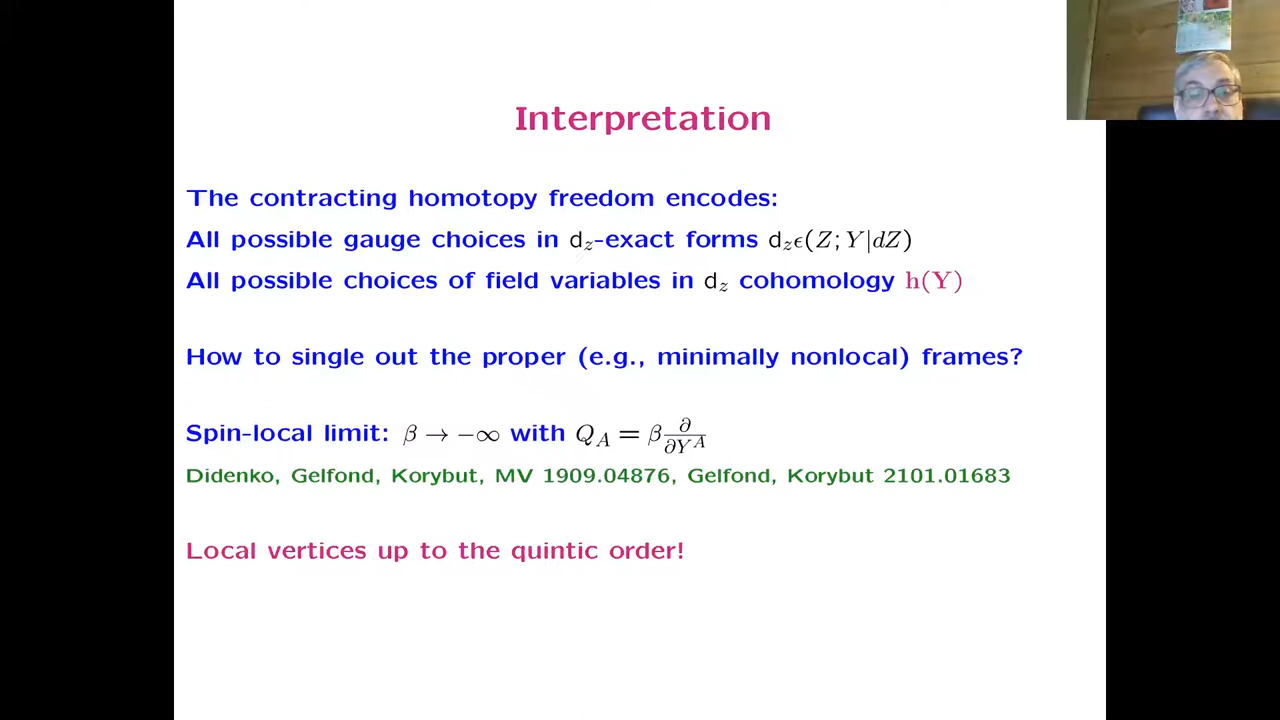 Interpretation
The contracting homotopy freedom encodes:
All possible gauge choices in d_z-exact forms d_zϵ(Z; Y|dZ)
All possible choices of field variables in d_z cohomology h(Y)
How to single out the proper (e.g., minimally nonlocal) frames?
Spin-local limit: β → −∞ with Q_A = β ∂/∂Y^A
Didenko, Gelfond, Korybut, MV 1909.04876, Gelfond, Korybut 2101.01683
Local vertices up to the quintic order!